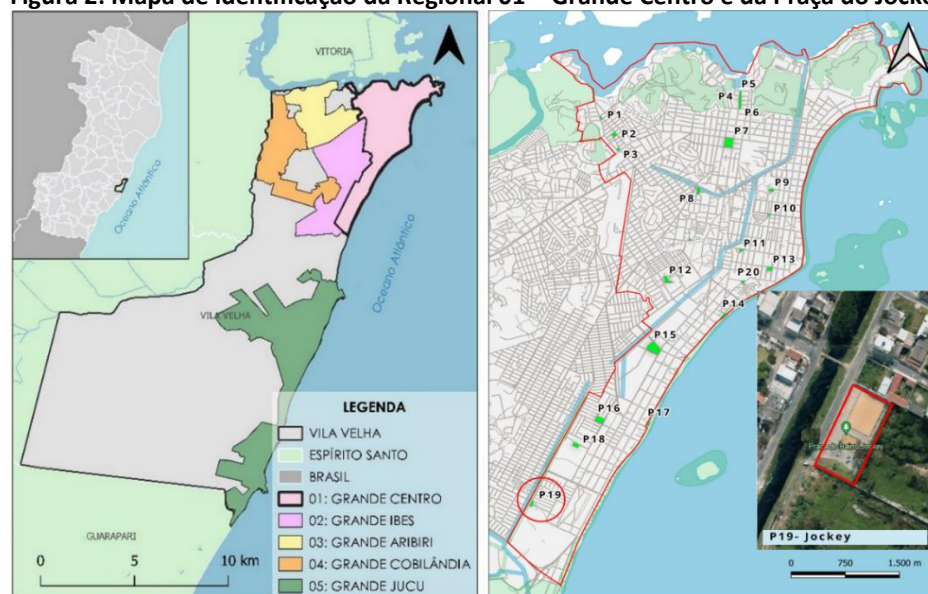 Figura 2: Mapa de Identificação da Regional 01 – Grande Centro e da Praça do Jocke
VITORIA
Oceano Atlântico
Oceano Atlântico
VILA VELHA
GUARAPARI
LEGENDA
VILA VELHA
ESPÍRITO SANTO
BRASIL
01: GRANDE CENTRO
02: GRANDE IBES
03: GRANDE ARIBIRI
04: GRANDE COBILÂNDIA
05: GRANDE JUCU
0 5 10 km
P1
P2
P3
P4
P5
P6
P7
P8
P9
P10
P11
P12
P13
P20
P14
P15
P16
P17
P18
P19
P19- Jockey
0 750 1.500 m